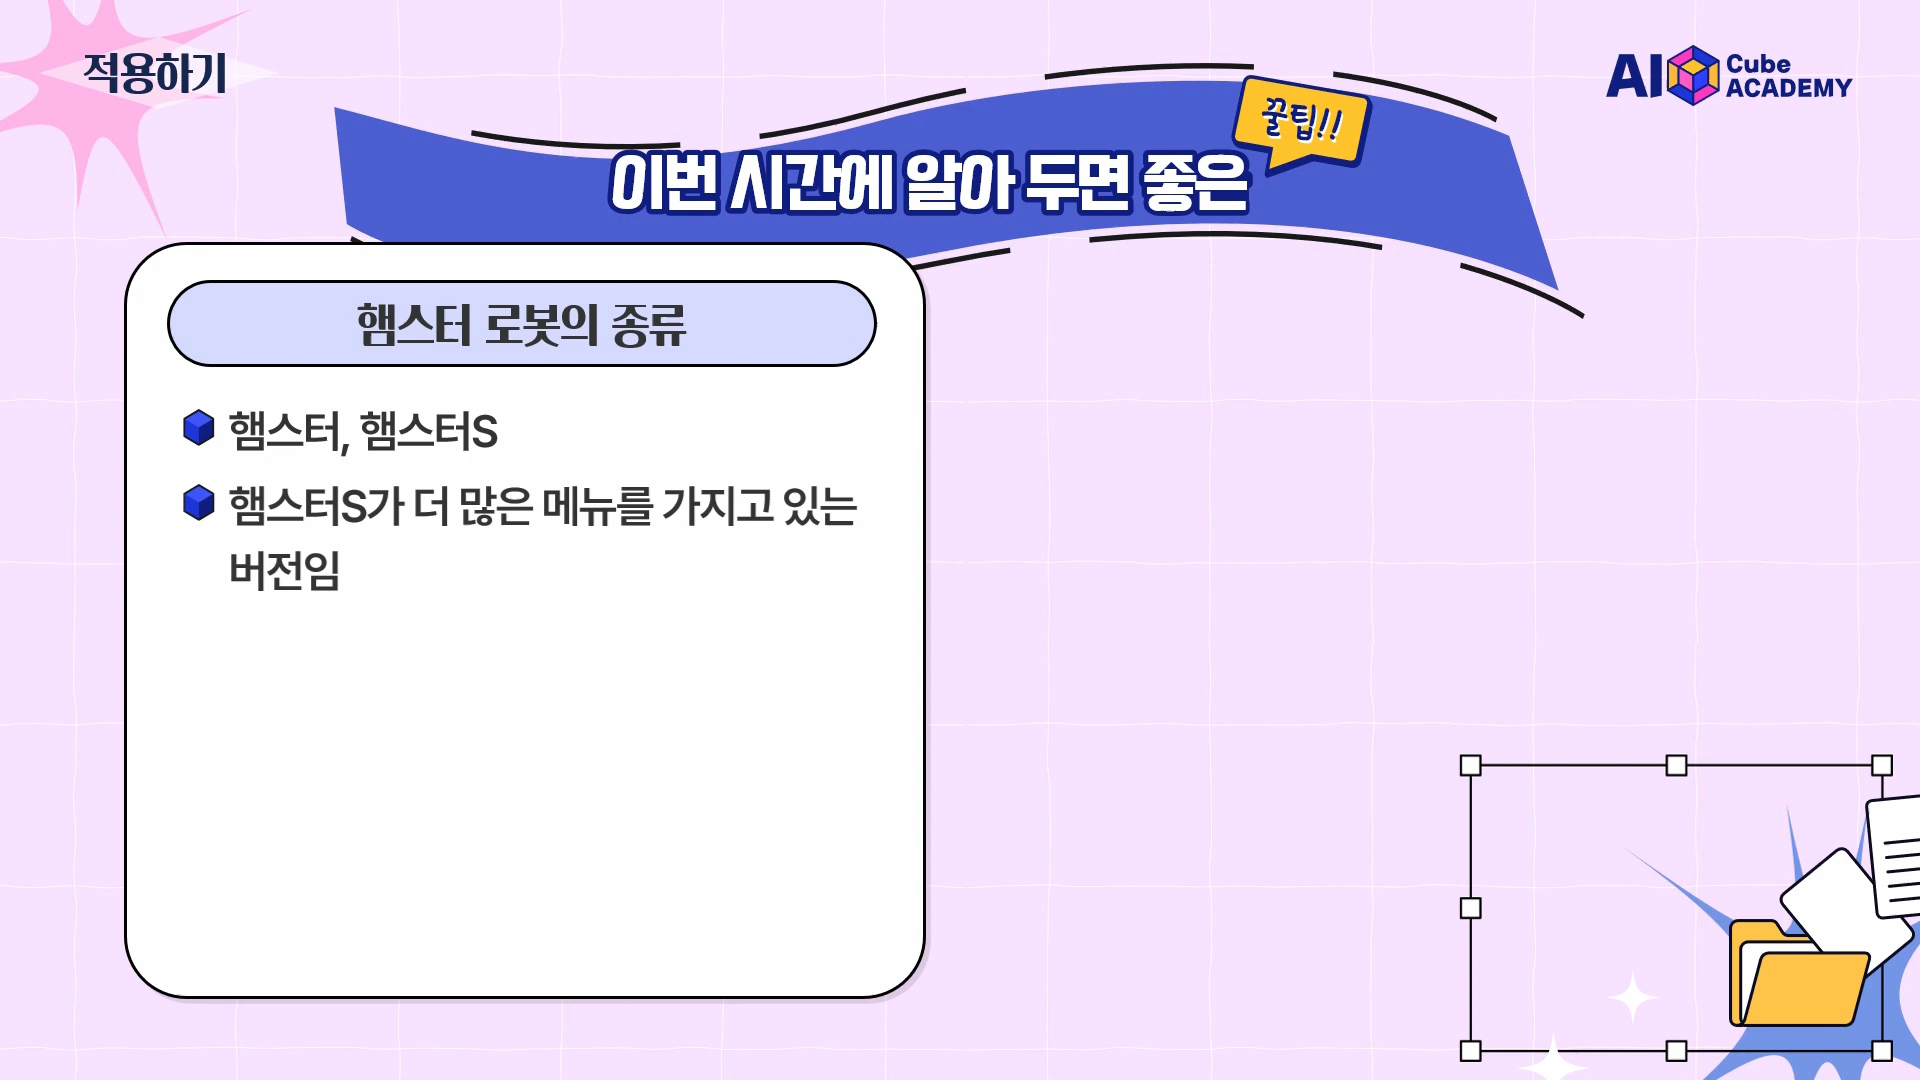 적용하기
AI Cube ACADEMY
꿀팁!!
이번 시간에 알아 두면 좋은
햄스터 로봇의 종류
햄스터, 햄스터S
햄스터S가 더 많은 메뉴를 가지고 있는
버전임